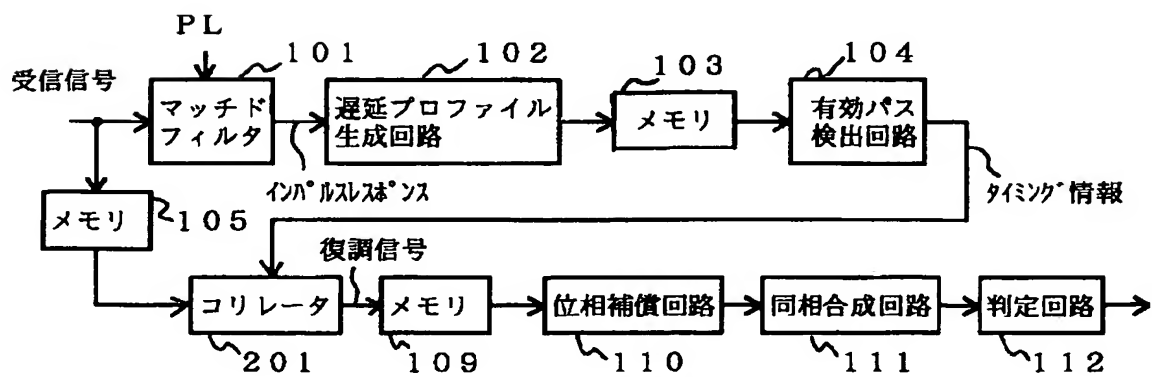 PL
101
102
103
104
受信信号
マッチド
フィルタ
遅延プロファイル
生成回路
メモリ
有効パス
検出回路
インパルスレスポンス
タイミング情報
メモリ
105
復調信号
コリレータ
メモリ
位相補償回路
同相合成回路
判定回路
201
109
110
111
112